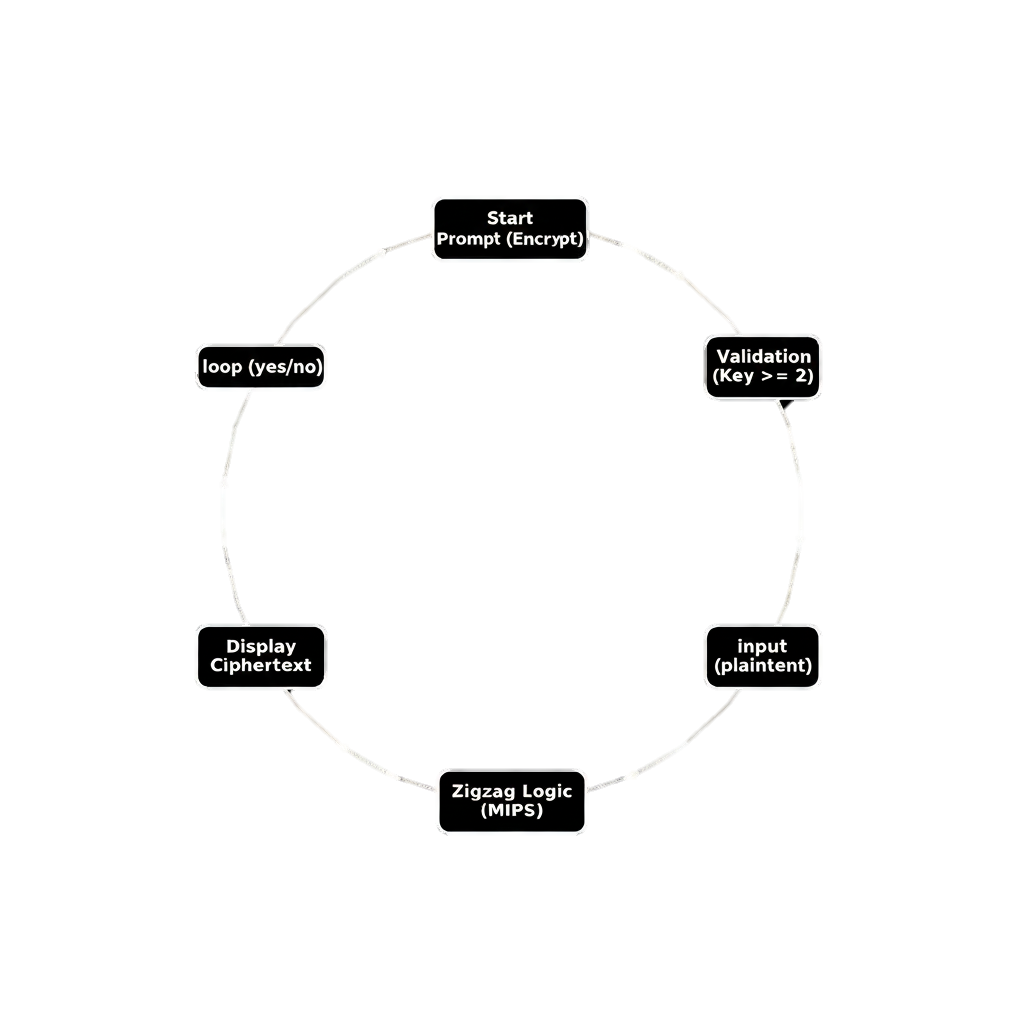 Start
Prompt (Encrypt)
Validation
(Key >= 2)
input
(plaintent)
Zigzag Logic
(MIPS)
Display
Ciphertext
loop (yes/no)